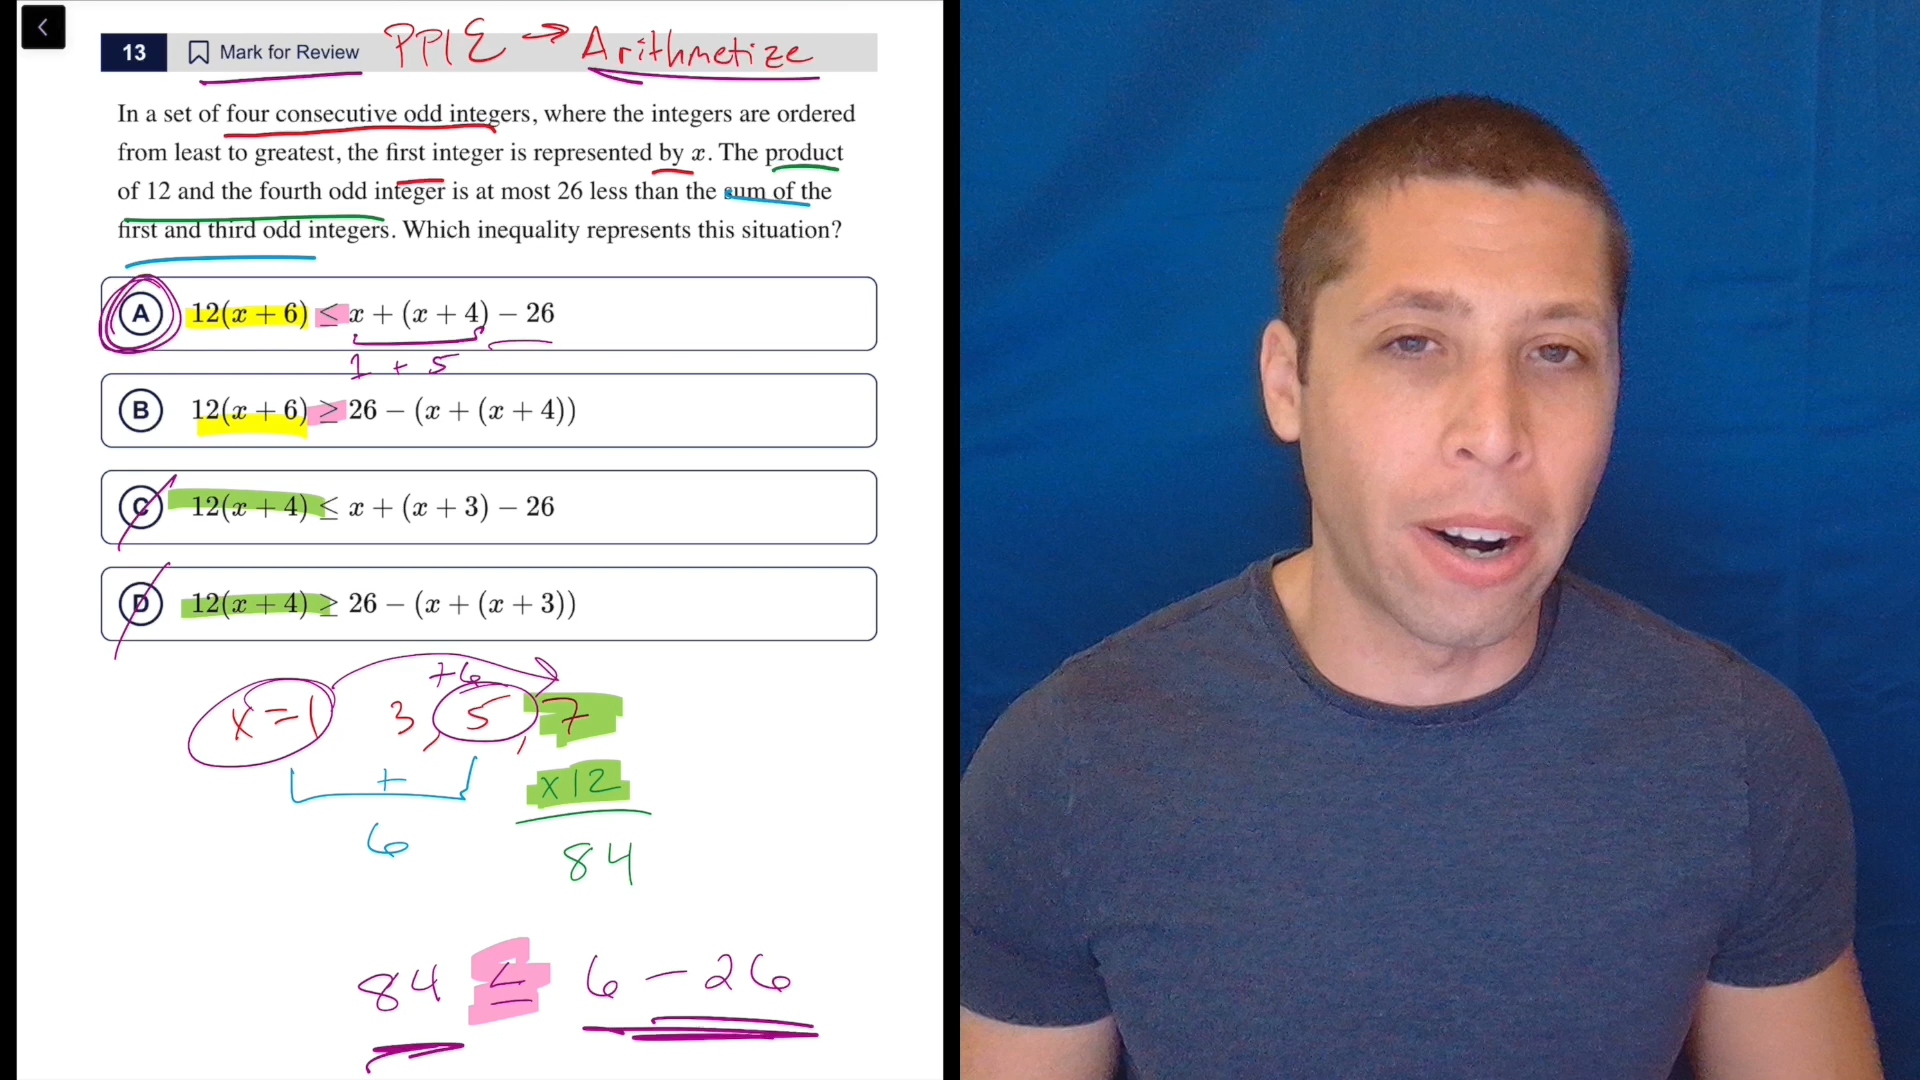 13 Mark for Review PPIE → Arithmetize
In a set of four consecutive odd integers, where the integers are ordered
from least to greatest, the first integer is represented by x. The product
of 12 and the fourth odd integer is at most 26 less than the sum of the
first and third odd integers. Which inequality represents this situation?
A 12(x + 6) ≤ x + (x + 4) − 26
1 + 5
B 12(x + 6) ≥ 26 − (x + (x + 4))
C 12(x + 4) ≤ x + (x + 3) − 26
D 12(x + 4) ≥ 26 − (x + (x + 3))
+6
x=1 3, 5, 7
+ x12
6 84
84 ≤ 6 − 26